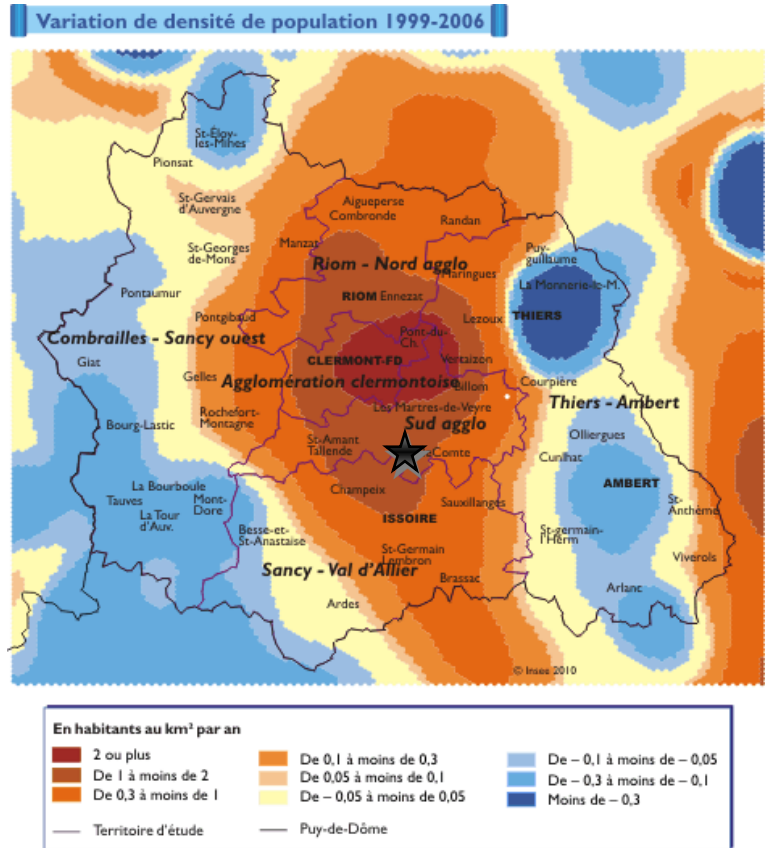 Variation de densité de population 1999-2006
St-Éloy-
les-Mihes
Pionsat
St-Gervais
d'Auvergne
Aigueperse
Combronde
Randan
St-Georges
de-Mons
Manzat
Puy-
guillaume
Riom - Nord agglo
Maringues
La Monnerie-le-M.
Pontaumur
RIOM Ennezat
Pontgibaud
Lezoux
THIERS
Pont-du-
Ch.
Combrailles - Sancy ouest
Giat
CLERMONT-FD
Vertaizon
Gelles
Agglomération clermontoise
Billom
Courpière
Thiers - Ambert
Les Martres-de-Veyre
Rochefort-
Montagne
Sud agglo
Bourg-Lastic
Olliergues
St-Amant
Tallende
Comte
Cunlhat
La Bourboule
Champeix
AMBERT
Tauves
Mont-
Dore
Sauxillanges
St-
Anthème
La Tour
d'Auv.
ISSOIRE
Besse-et-
St-Anastaise
St-germain-
l'Herm
St-Germain
Lembron
Viverols
Sancy - Val d'Allier
Brassac
Arlanc
Ardes
© Insee 2010
En habitants au km² par an
2 ou plus
De 1 à moins de 2
De 0,3 à moins de 1
De 0,1 à moins de 0,3
De 0,05 à moins de 0,1
De – 0,05 à moins de 0,05
De – 0,1 à moins de – 0,05
De – 0,3 à moins de – 0,1
Moins de – 0,3
Territoire d'étude
Puy-de-Dôme